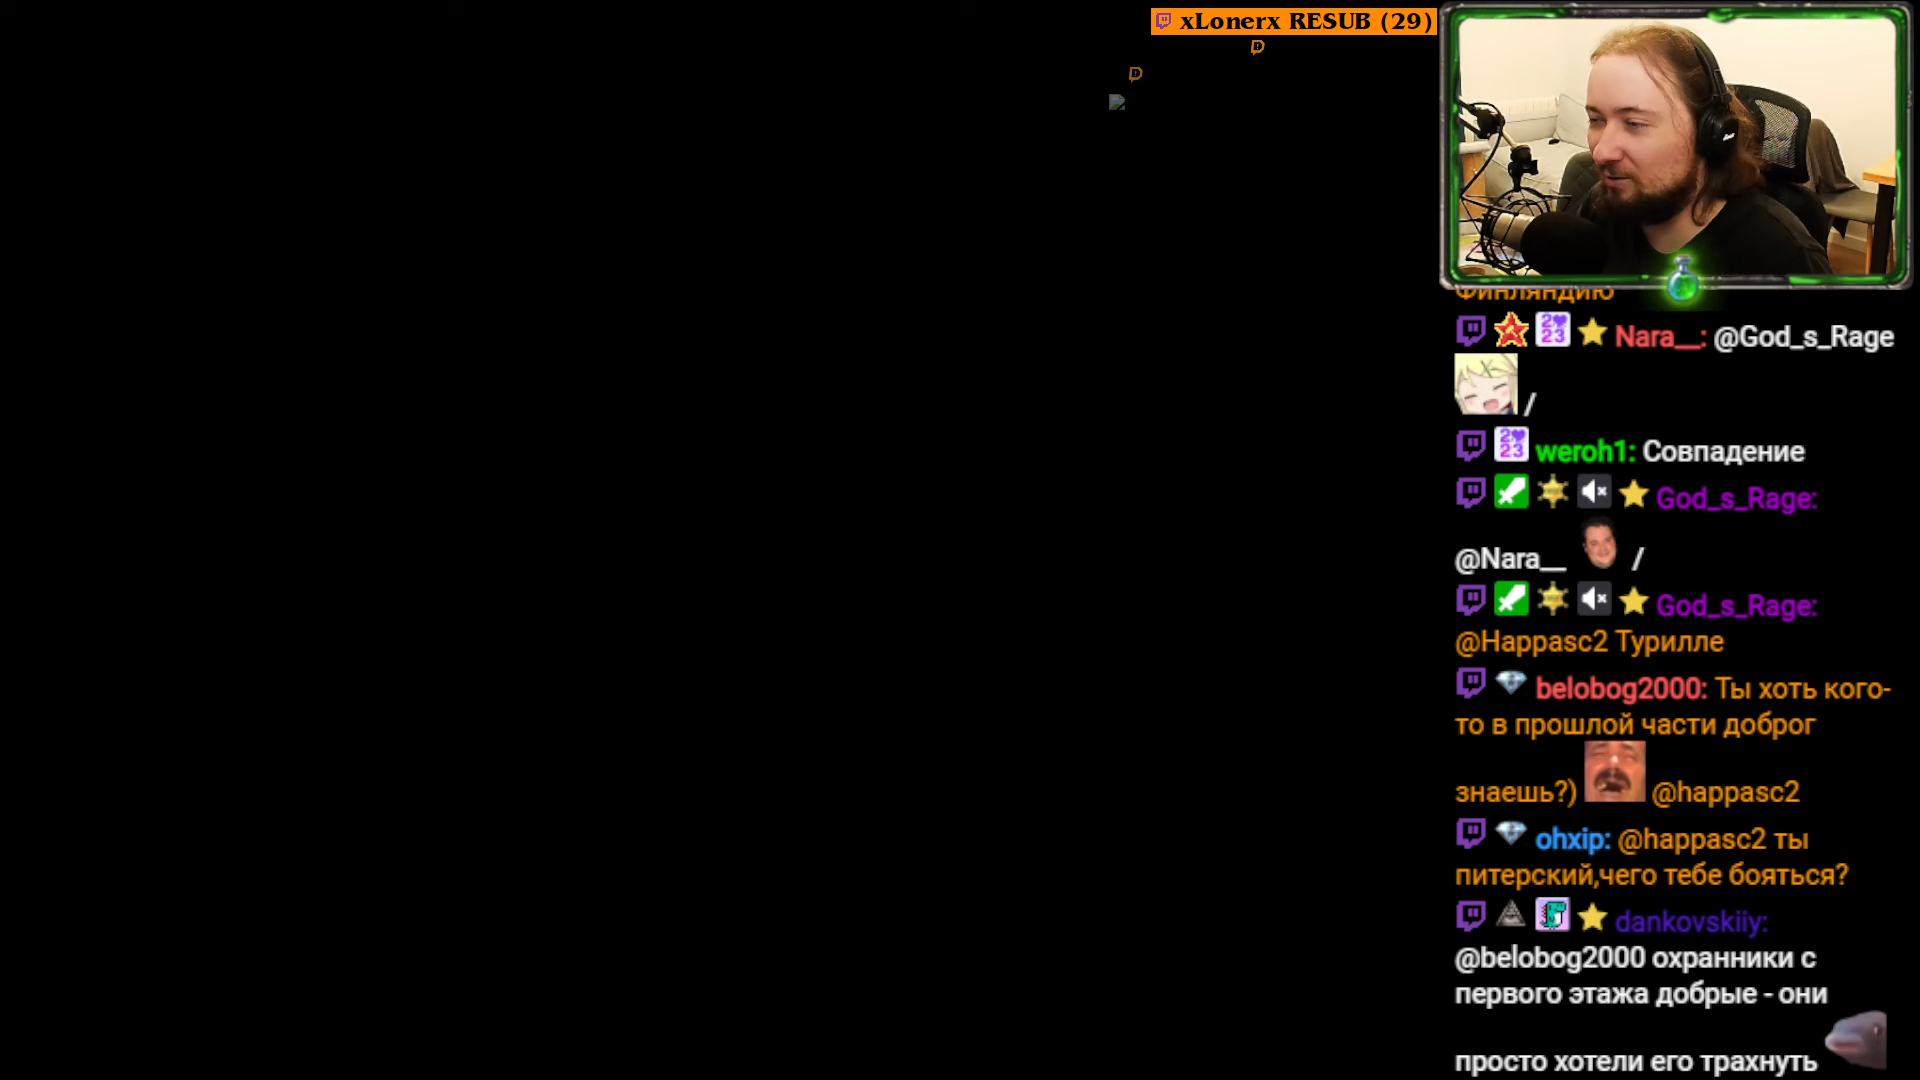 xLonerx RESUB (29)
Финляндию
Nara__: @God_s_Rage
/
weroh1: Совпадение
God_s_Rage:
@Nara__ /
God_s_Rage:
@Happasc2 Турилле
belobog2000: Ты хоть кого-
то в прошлой части доброг
знаешь?) @happasc2
ohxip: @happasc2 ты
питерский,чего тебе бояться?
dankovskiiy:
@belobog2000 охранники с
первого этажа добрые - они
просто хотели его трахнуть